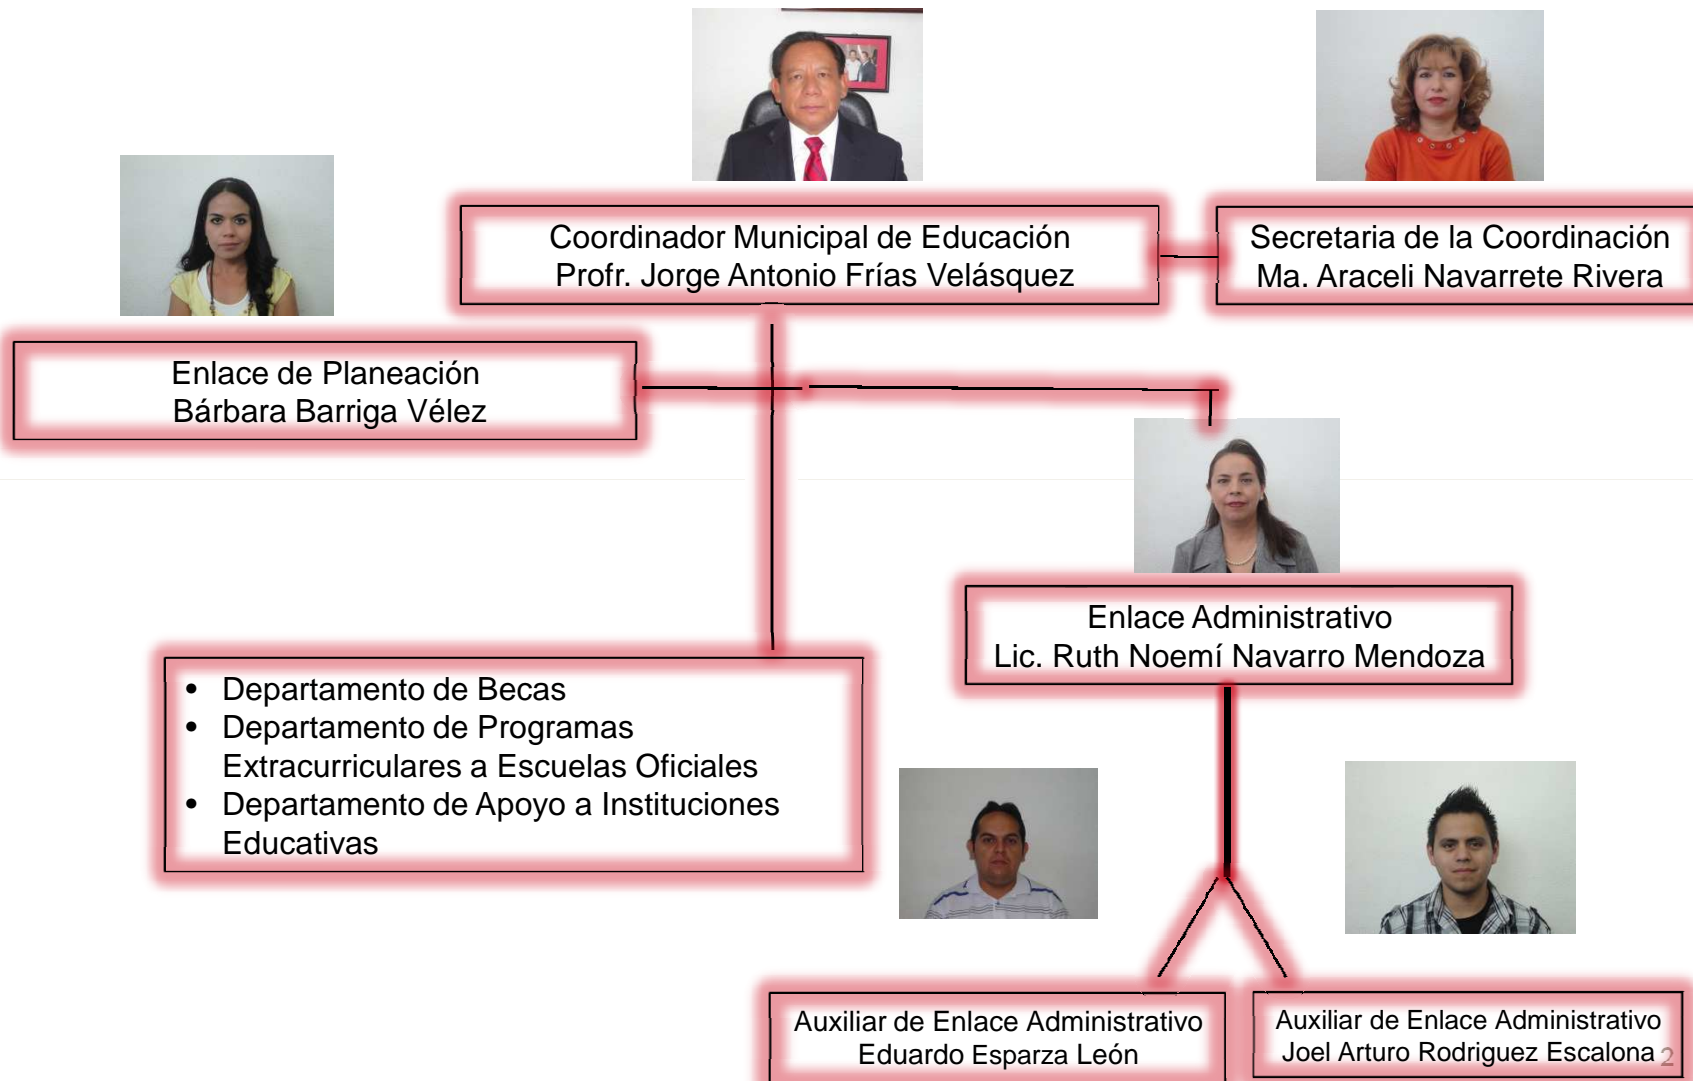 Coordinador Municipal de Educación
Profr. Jorge Antonio Frías Velásquez
Secretaria de la Coordinación
Ma. Araceli Navarrete Rivera
Enlace de Planeación
Bárbara Barriga Vélez
Enlace Administrativo
Lic. Ruth Noemí Navarro Mendoza
• Departamento de Becas
• Departamento de Programas
Extracurriculares a Escuelas Oficiales
• Departamento de Apoyo a Instituciones
Educativas
Auxiliar de Enlace Administrativo
Eduardo Esparza León
Auxiliar de Enlace Administrativo
Joel Arturo Rodriguez Escalona
2